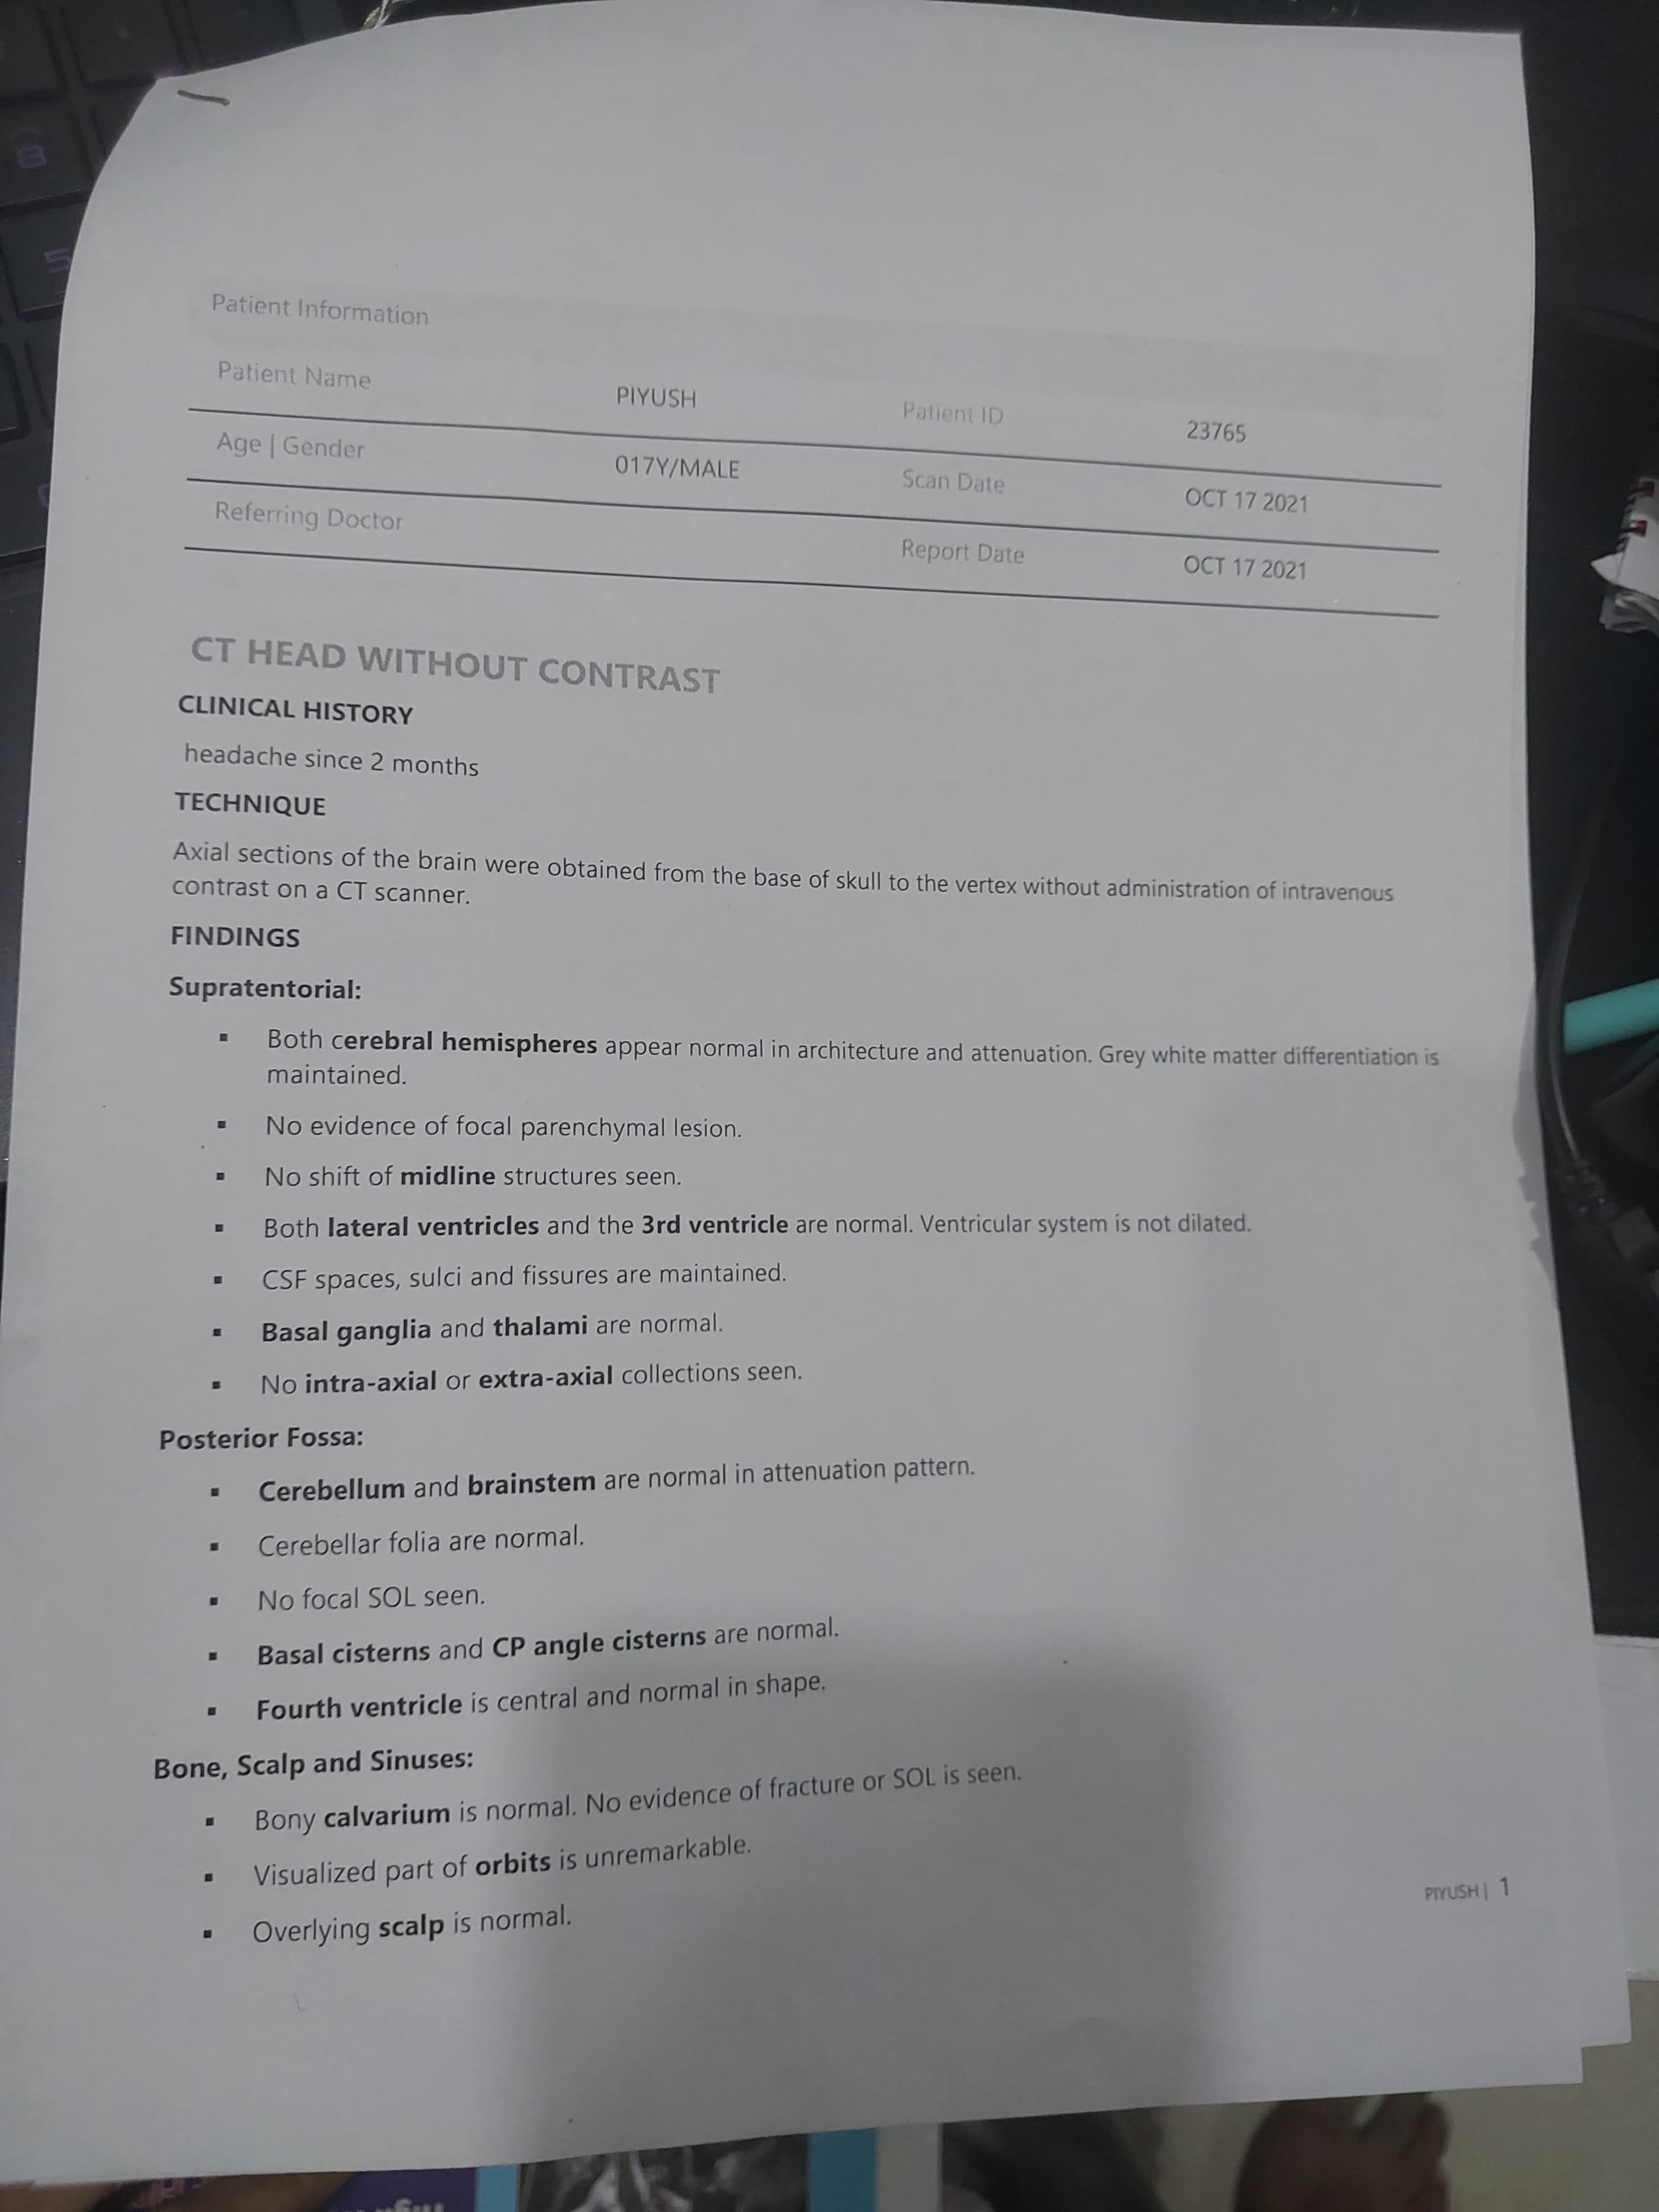 Patient Information
Patient Name PIYUSH Patient ID 23765
Age | Gender 017Y/MALE Scan Date OCT 17 2021
Referring Doctor Report Date OCT 17 2021
CT HEAD WITHOUT CONTRAST
CLINICAL HISTORY
headache since 2 months
TECHNIQUE
Axial sections of the brain were obtained from the base of skull to the vertex without administration of intravenous
contrast on a CT scanner.
FINDINGS
Supratentorial:
▪ Both cerebral hemispheres appear normal in architecture and attenuation. Grey white matter differentiation is
maintained.
▪ No evidence of focal parenchymal lesion.
▪ No shift of midline structures seen.
▪ Both lateral ventricles and the 3rd ventricle are normal. Ventricular system is not dilated.
▪ CSF spaces, sulci and fissures are maintained.
▪ Basal ganglia and thalami are normal.
▪ No intra-axial or extra-axial collections seen.
Posterior Fossa:
▪ Cerebellum and brainstem are normal in attenuation pattern.
▪ Cerebellar folia are normal.
▪ No focal SOL seen.
▪ Basal cisterns and CP angle cisterns are normal.
▪ Fourth ventricle is central and normal in shape.
Bone, Scalp and Sinuses:
▪ Bony calvarium is normal. No evidence of fracture or SOL is seen.
▪ Visualized part of orbits is unremarkable.
▪ Overlying scalp is normal.
PIYUSH | 1